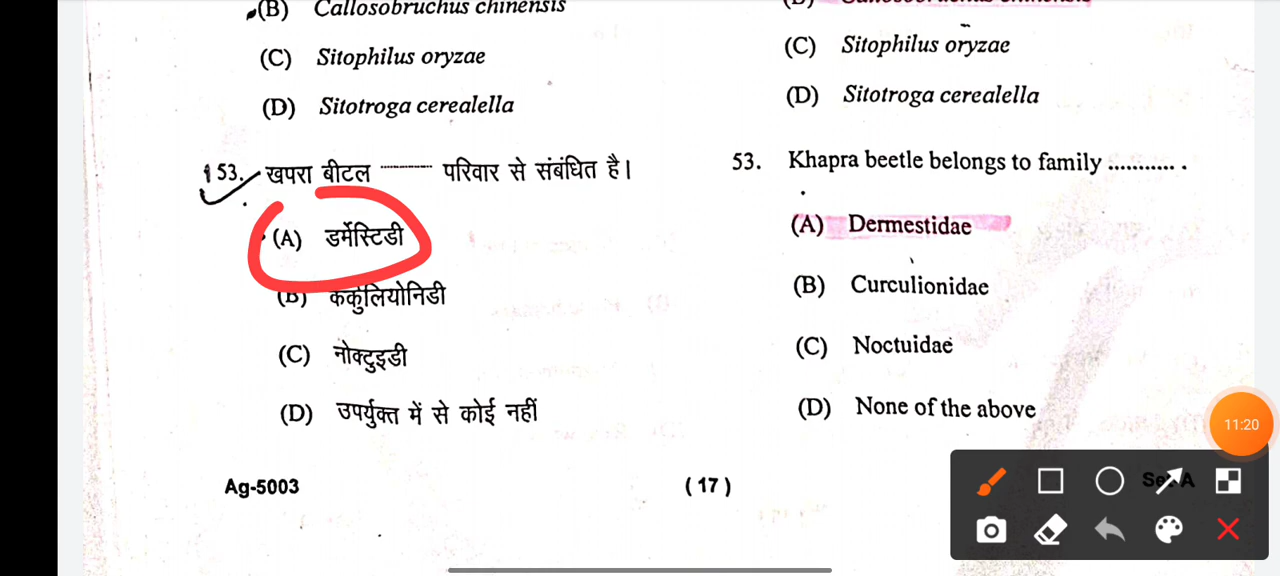 (B) Callosobruchus chinensis
(C) Sitophilus oryzae
(D) Sitotroga cerealella
53. खपरा बीटल ........... परिवार से संबंधित है।
(A) डर्मेस्टिडी
(B) कर्कुलियोनिडी
(C) नोक्टुइडी
(D) उपर्युक्त में से कोई नहीं
Ag-5003
(C) Sitophilus oryzae
(D) Sitotroga cerealella
53. Khapra beetle belongs to family ........... .
(A) Dermestidae
(B) Curculionidae
(C) Noctuidae
(D) None of the above
( 17 )
Set-A
11:20